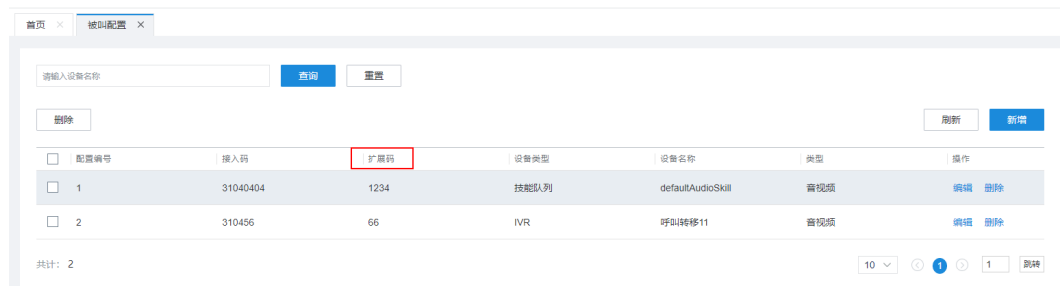 首页 × 被叫配置 ×
请输入设备名称 查询 重置
删除 刷新 新增
配置编号 接入码 扩展码 设备类型 设备名称 类型 操作
1 31040404 1234 技能队列 defaultAudioSkill 音视频 编辑 删除
2 310456 66 IVR 呼叫转移11 音视频 编辑 删除
共计: 2 10 1 1 跳转